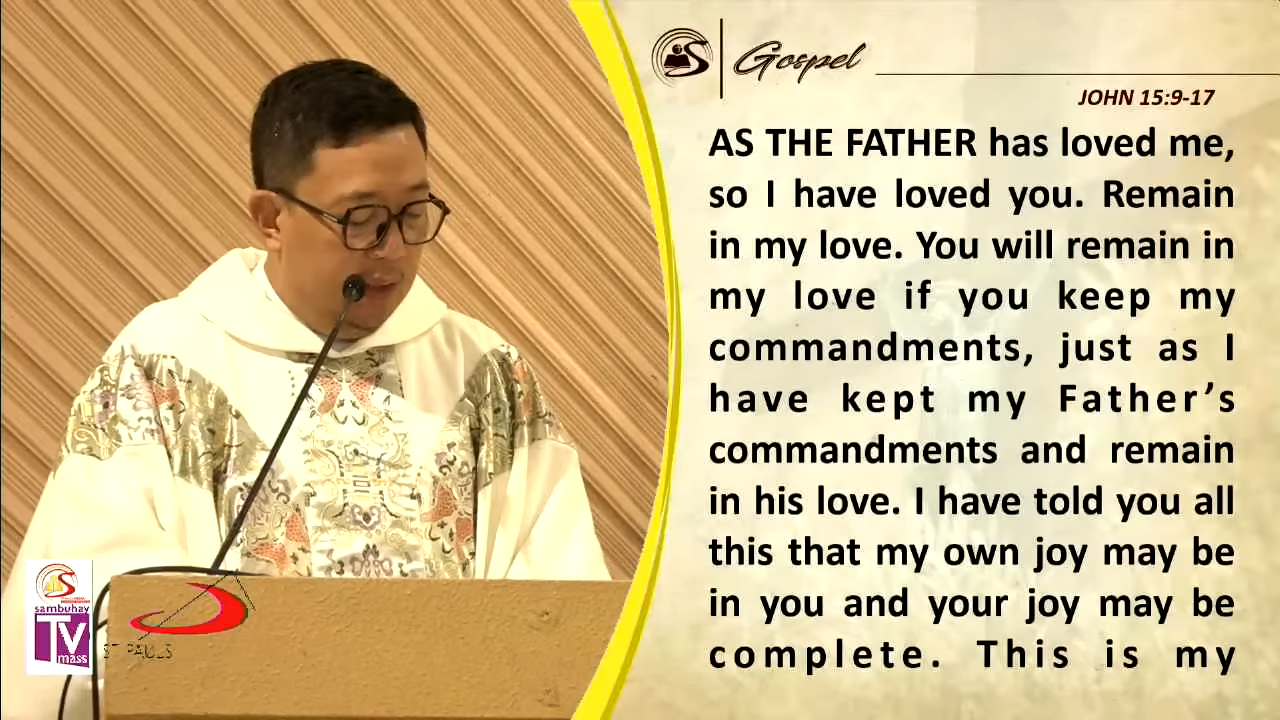 Gospel
JOHN 15:9-17
AS THE FATHER has loved me,
so I have loved you. Remain
in my love. You will remain in
my love if you keep my
commandments, just as I
have kept my Father’s
commandments and remain
in his love. I have told you all
this that my own joy may be
in you and your joy may be
complete. This is my
sambuhay
TV
mass
ST PAULS